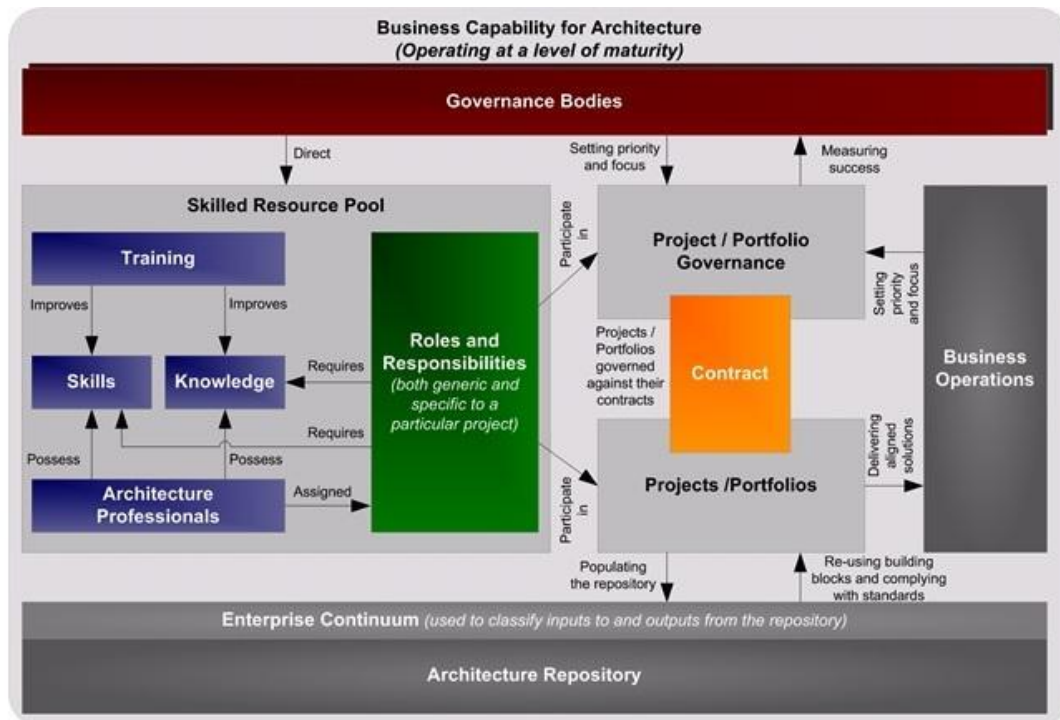 Business Capability for Architecture
(Operating at a level of maturity)
Governance Bodies
Direct
Setting priority
and focus
Measuring
success
Skilled Resource Pool
Training
Improves
Improves
Skills
Knowledge
Requires
Requires
Possess
Possess
Architecture
Professionals
Assigned
Roles and
Responsibilities
(both generic and
specific to a
particular project)
Participate
in
Participate
in
Project / Portfolio
Governance
Projects /
Portfolios
governed
against their
contracts
Contract
Projects /Portfolios
Setting
priority
and focus
Delivering
aligned
solutions
Business
Operations
Populating
the repository
Re-using building
blocks and complying
with standards
Enterprise Continuum (used to classify inputs to and outputs from the repository)
Architecture Repository